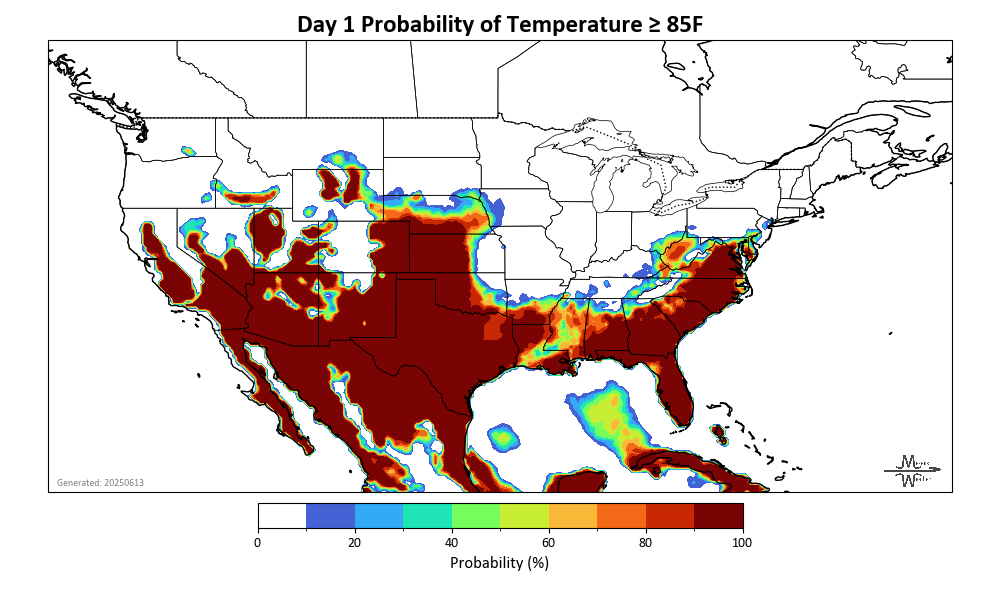 Day 1 Probability of Temperature ≥ 85F
Generated: 20250613
0 20 40 60 80 100
Probability (%)